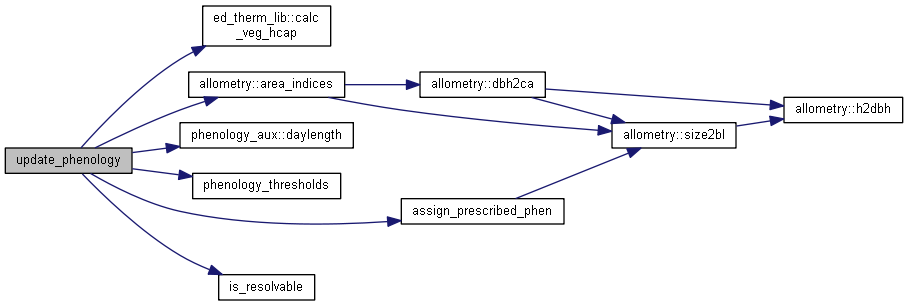 ed_therm_lib::calc
_veg_hcap
allometry::area_indices
allometry::dbh2ca
allometry::h2dbh
phenology_aux::daylength
allometry::size2bl
update_phenology
phenology_thresholds
assign_prescribed_phen
is_resolvable